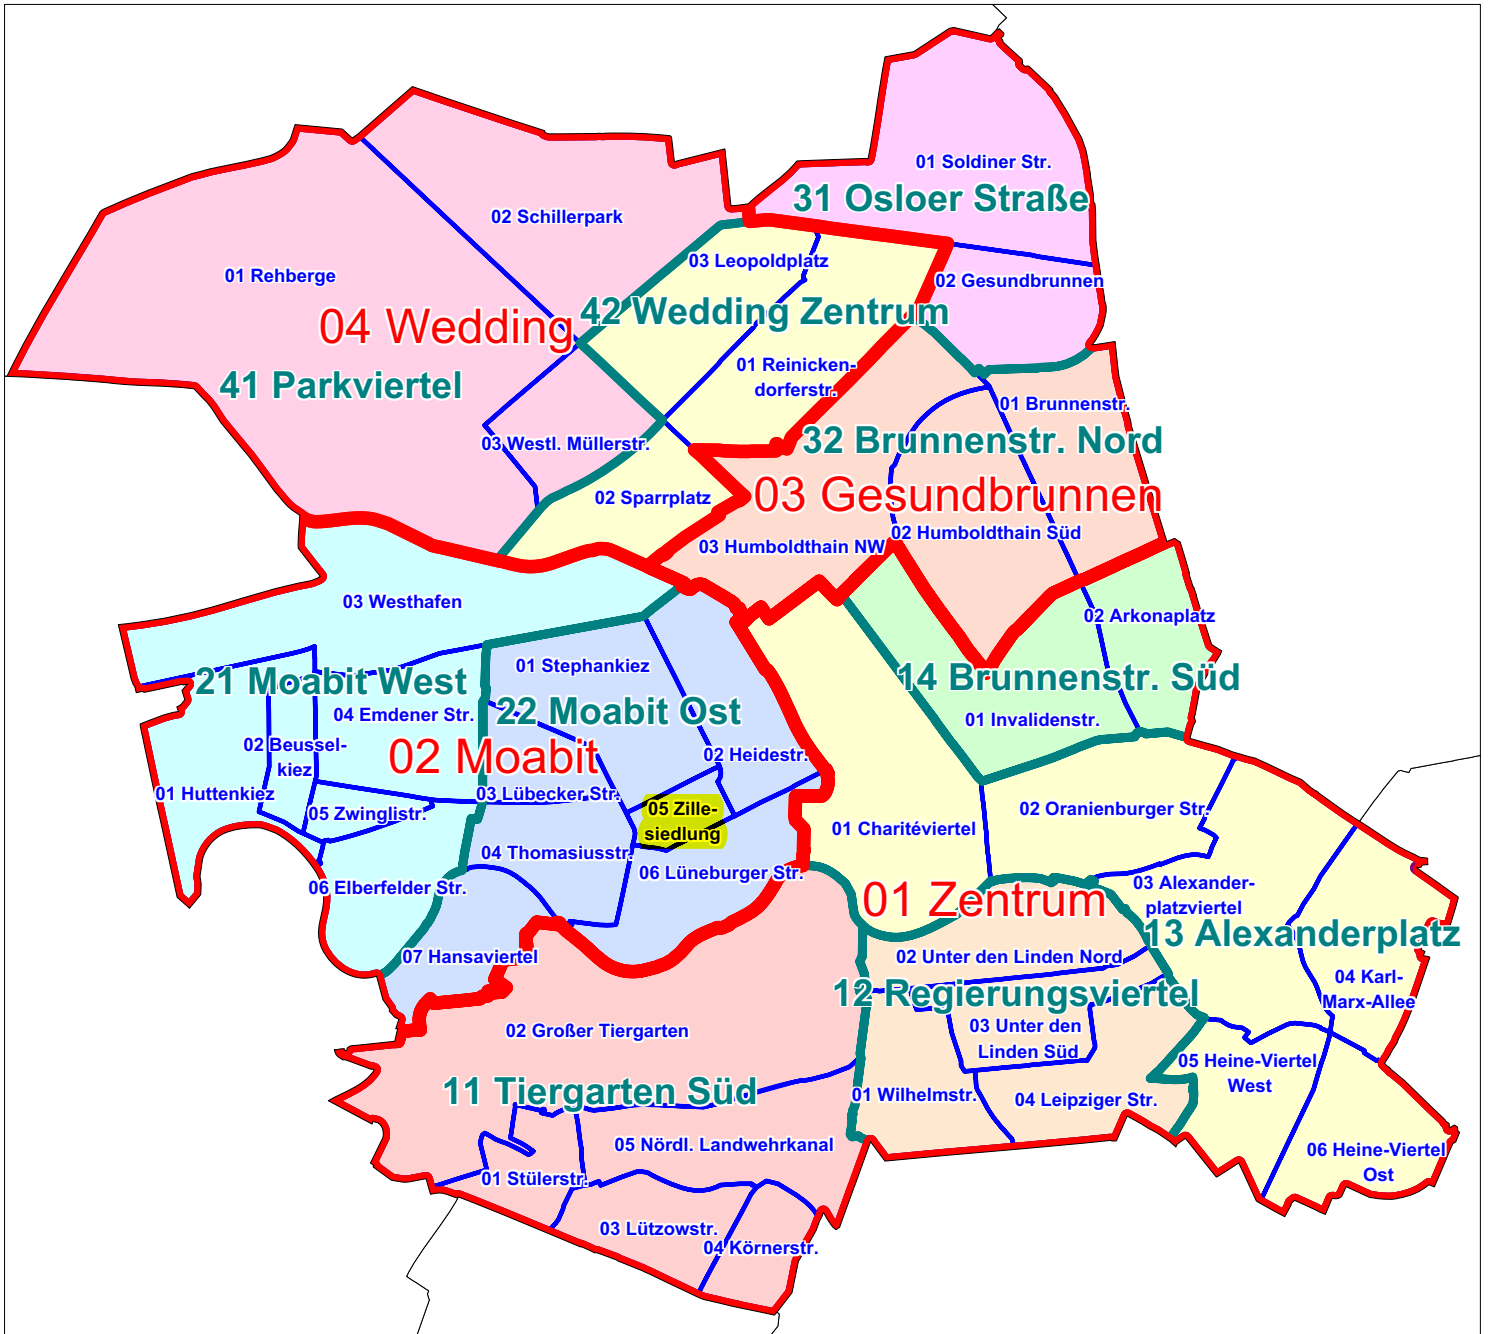 01 Soldiner Str.
31 Osloer Straße
02 Schillerpark
03 Leopoldplatz
01 Rehberge
02 Gesundbrunnen
42 Wedding Zentrum
04 Wedding
01 Reinicken-
dorferstr.
41 Parkviertel
01 Brunnenstr.
03 Westl. Müllerstr.
32 Brunnenstr. Nord
02 Sparrplatz
03 Gesundbrunnen
02 Humboldthain Süd
03 Humboldthain NW
03 Westhafen
02 Arkonaplatz
01 Stephankiez
21 Moabit West
14 Brunnenstr. Süd
04 Emdener Str.
22 Moabit Ost
01 Invalidenstr.
02 Beussel-
kiez
02 Moabit
02 Heidestr.
01 Huttenkiez
03 Lübecker Str.
05 Zwinglistr.
05 Zille-
siedlung
02 Oranienburger Str.
01 Charitéviertel
04 Thomasiusstr.
06 Lüneburger Str.
06 Elberfelder Str.
01 Zentrum
03 Alexander-
platzviertel
13 Alexanderplatz
07 Hansaviertel
02 Unter den Linden Nord
04 Karl-
Marx-Allee
12 Regierungsviertel
02 Großer Tiergarten
03 Unter den
Linden Süd
05 Heine-Viertel
West
11 Tiergarten Süd
01 Wilhelmstr.
04 Leipziger Str.
05 Nördl. Landwehrkanal
06 Heine-Viertel
Ost
01 Stülerstr.
03 Lützowstr.
04 Körnerstr.